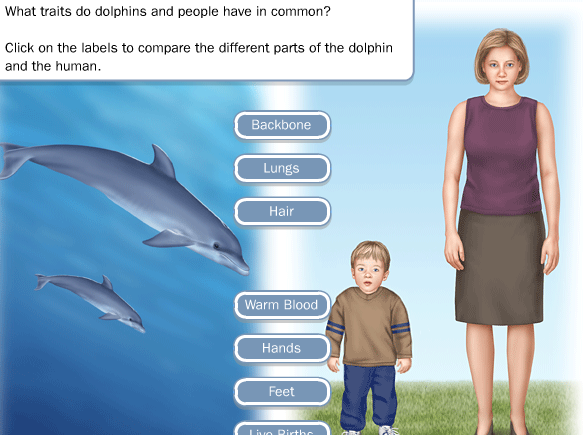 What traits do dolphins and people have in common?
Click on the labels to compare the different parts of the dolphin
and the human.
Backbone
Lungs
Hair
Warm Blood
Hands
Feet
Live Births